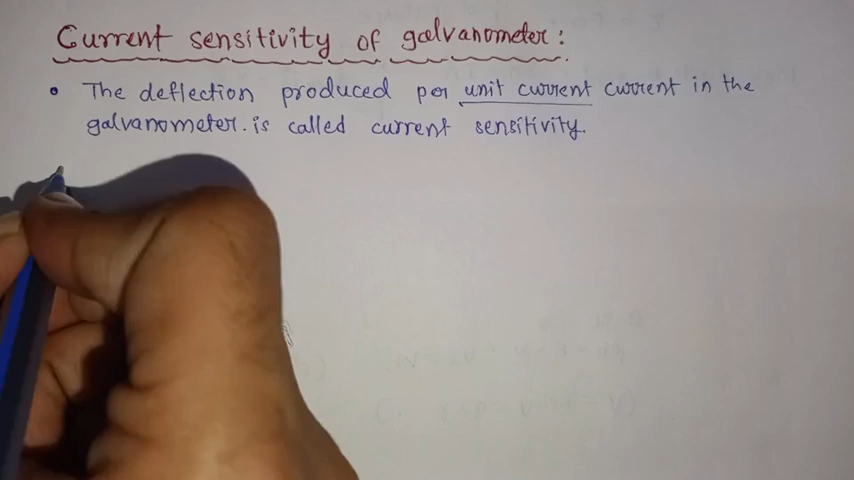 Current sensitivity of galvanometer:
• The deflection produced per unit current current in the
galvanometer. is called current sensitivity.